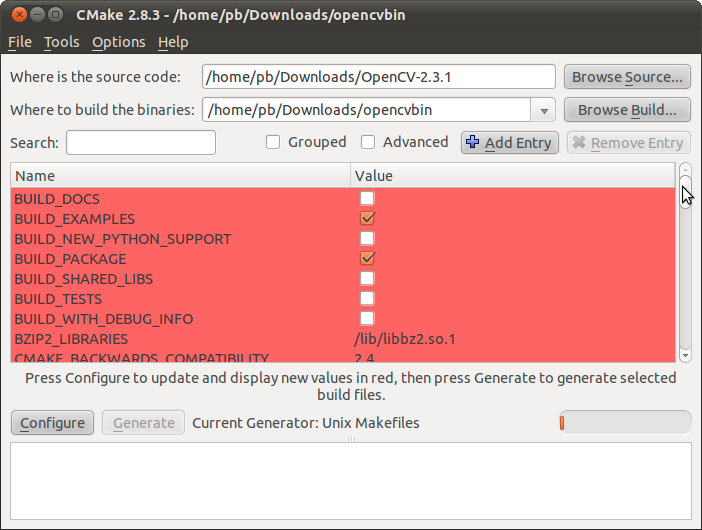 CMake 2.8.3 - /home/pb/Downloads/opencvbin
File Tools Options Help
Where is the source code: /home/pb/Downloads/OpenCV-2.3.1 Browse Source...
Where to build the binaries: /home/pb/Downloads/opencvbin Browse Build...
Search: Grouped Advanced Add Entry Remove Entry
Name Value
BUILD_DOCS
BUILD_EXAMPLES
BUILD_NEW_PYTHON_SUPPORT
BUILD_PACKAGE
BUILD_SHARED_LIBS
BUILD_TESTS
BUILD_WITH_DEBUG_INFO
BZIP2_LIBRARIES /lib/libbz2.so.1
CMAKE_BACKWARDS_COMPATIBILITY 2.4
Press Configure to update and display new values in red, then press Generate to generate selected
build files.
Configure Generate Current Generator: Unix Makefiles